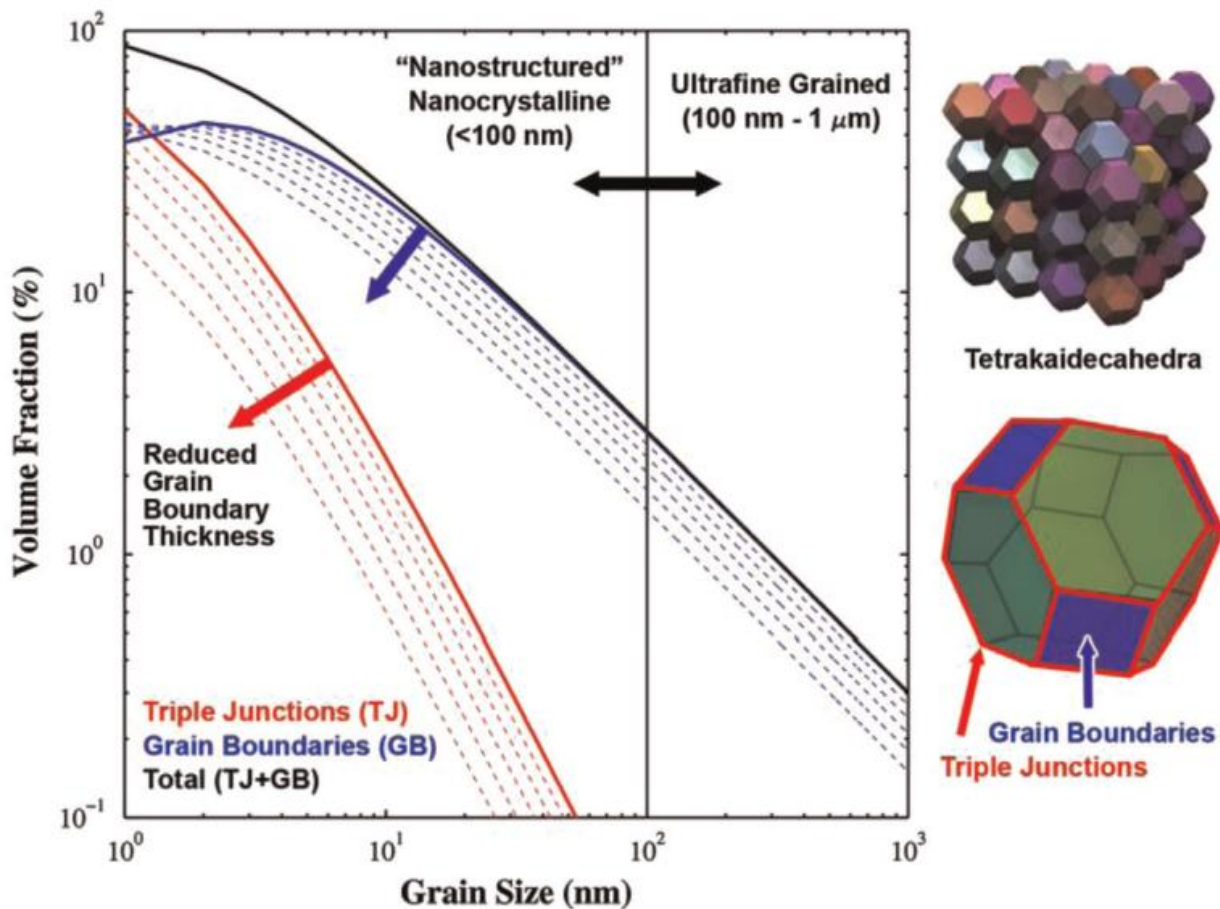 10²
10¹
10⁰
10⁻¹
Volume Fraction (%)
10⁰
10¹
10²
10³
Grain Size (nm)
“Nanostructured”
Nanocrystalline
(<100 nm)
Ultrafine Grained
(100 nm - 1 μm)
Reduced
Grain
Boundary
Thickness
Triple Junctions (TJ)
Grain Boundaries (GB)
Total (TJ+GB)
Tetrakaidecahedra
Grain Boundaries
Triple Junctions